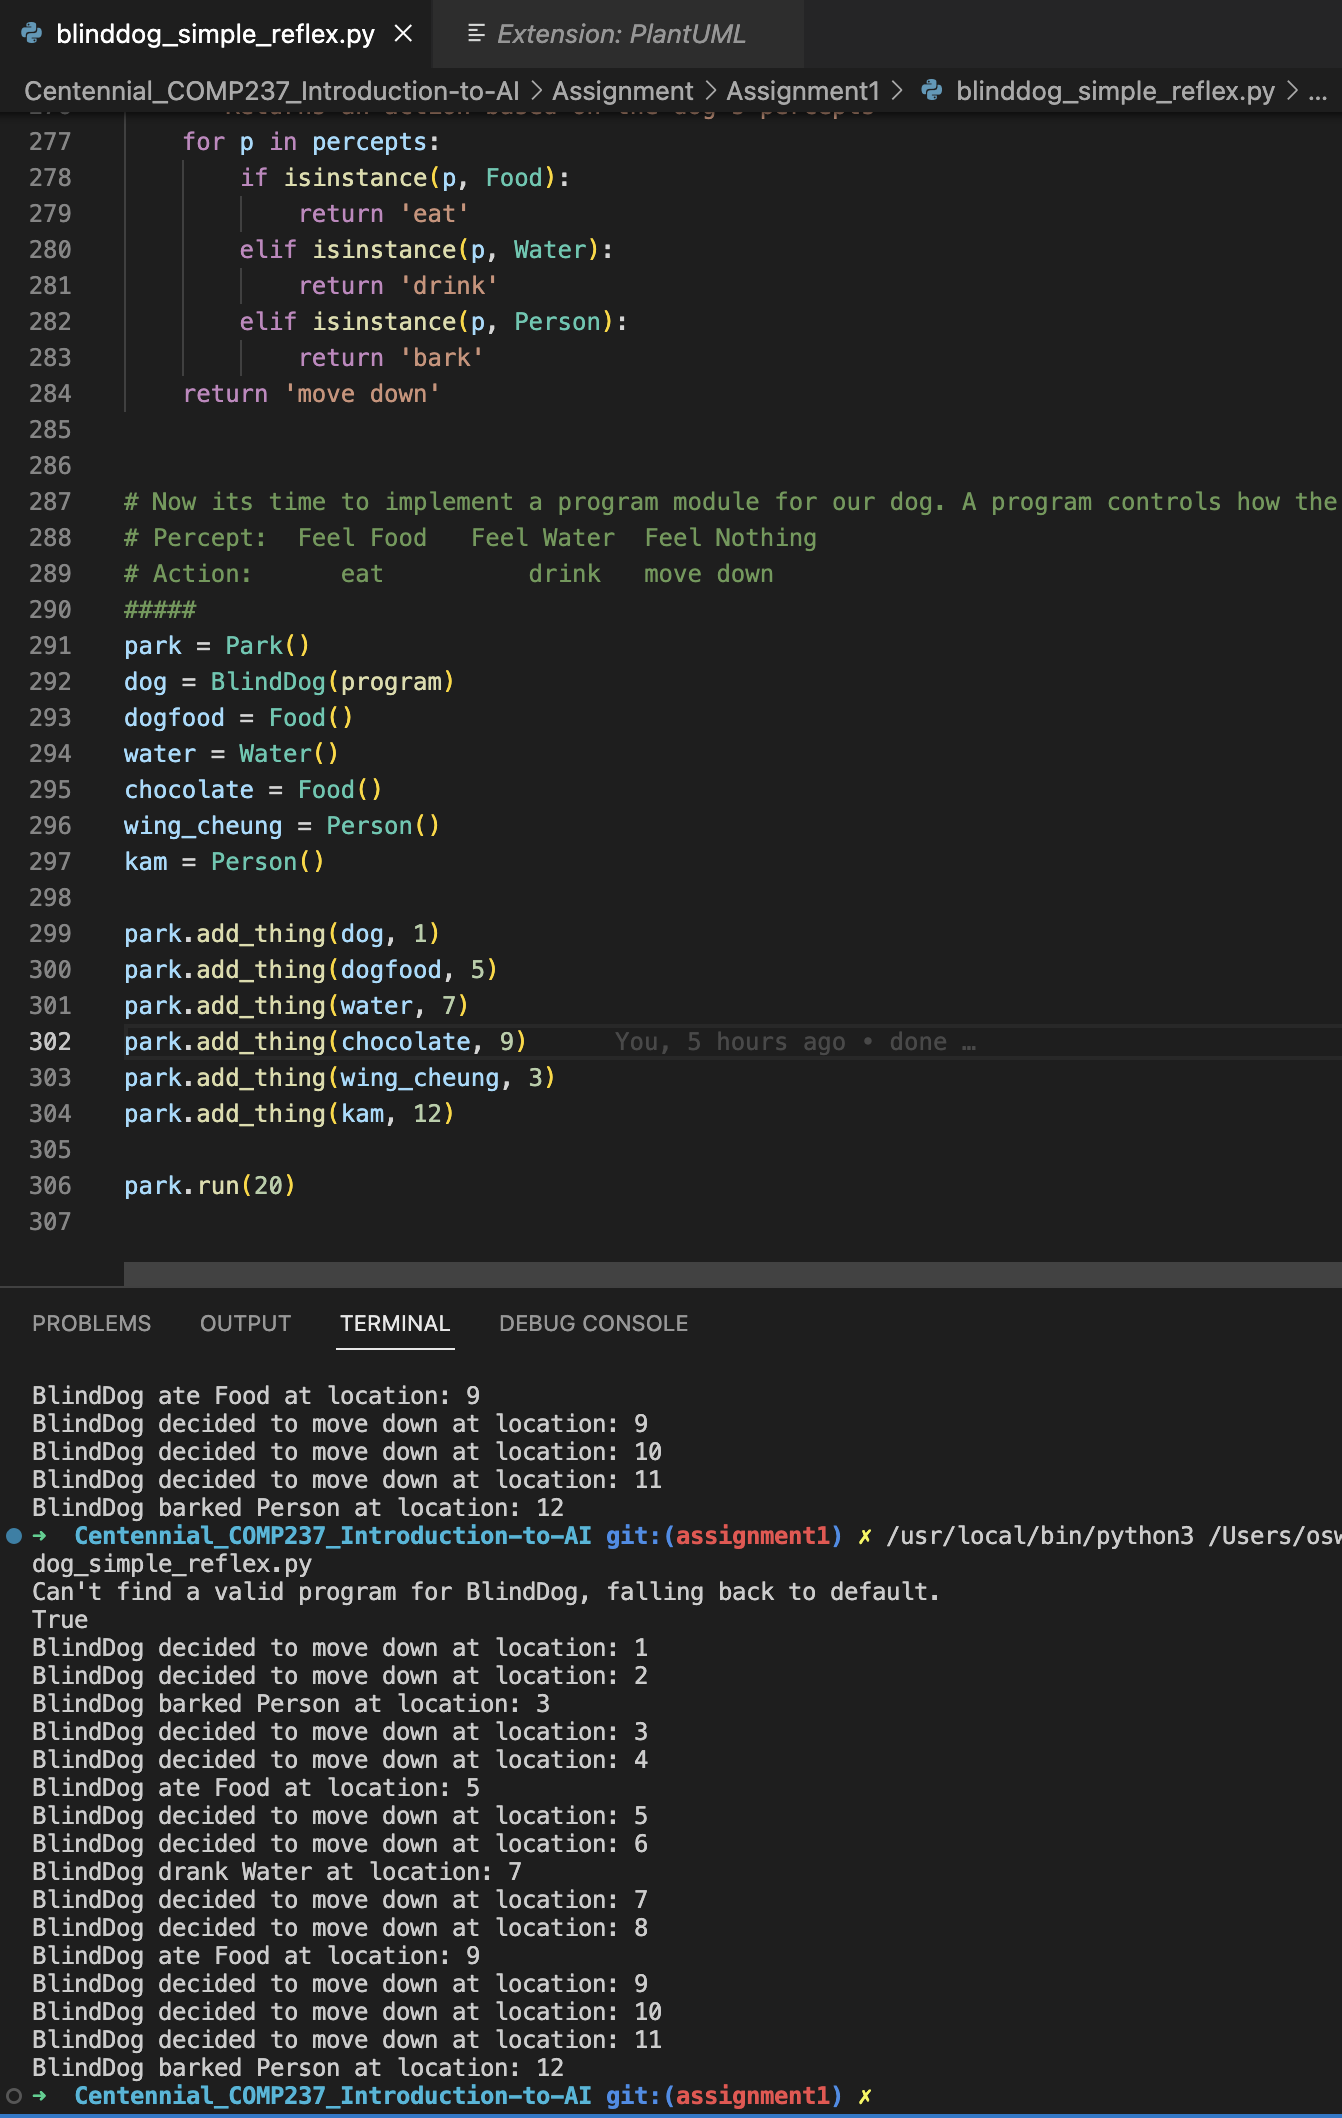 blinddog_simple_reflex.py
Extension: PlantUML
Centennial_COMP237_Introduction-to-AI > Assignment > Assignment1 > blinddog_simple_reflex.py > ...
277 for p in percepts:
278 if isinstance(p, Food):
279 return 'eat'
280 elif isinstance(p, Water):
281 return 'drink'
282 elif isinstance(p, Person):
283 return 'bark'
284 return 'move down'
285
286
287 # Now its time to implement a program module for our dog. A program controls how the
288 # Percept:  Feel Food   Feel Water  Feel Nothing
289 # Action:      eat          drink   move down
290 #####
291 park = Park()
292 dog = BlindDog(program)
293 dogfood = Food()
294 water = Water()
295 chocolate = Food()
296 wing_cheung = Person()
297 kam = Person()
298
299 park.add_thing(dog, 1)
300 park.add_thing(dogfood, 5)
301 park.add_thing(water, 7)
302 park.add_thing(chocolate, 9) You, 5 hours ago • done …
303 park.add_thing(wing_cheung, 3)
304 park.add_thing(kam, 12)
305
306 park.run(20)
307
PROBLEMS OUTPUT TERMINAL DEBUG CONSOLE
BlindDog ate Food at location: 9
BlindDog decided to move down at location: 9
BlindDog decided to move down at location: 10
BlindDog decided to move down at location: 11
BlindDog barked Person at location: 12
➜ Centennial_COMP237_Introduction-to-AI git:(assignment1) ✗ /usr/local/bin/python3 /Users/osw
dog_simple_reflex.py
Can't find a valid program for BlindDog, falling back to default.
True
BlindDog decided to move down at location: 1
BlindDog decided to move down at location: 2
BlindDog barked Person at location: 3
BlindDog decided to move down at location: 3
BlindDog decided to move down at location: 4
BlindDog ate Food at location: 5
BlindDog decided to move down at location: 5
BlindDog decided to move down at location: 6
BlindDog drank Water at location: 7
BlindDog decided to move down at location: 7
BlindDog decided to move down at location: 8
BlindDog ate Food at location: 9
BlindDog decided to move down at location: 9
BlindDog decided to move down at location: 10
BlindDog decided to move down at location: 11
BlindDog barked Person at location: 12
➜ Centennial_COMP237_Introduction-to-AI git:(assignment1) ✗